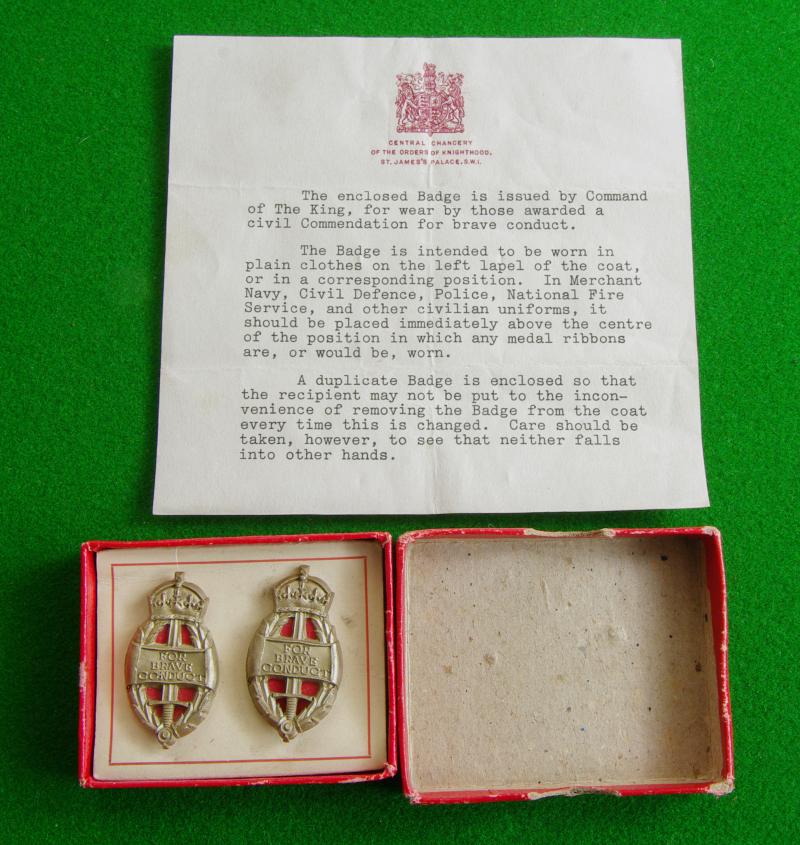 CENTRAL CHANCERY
OF THE ORDERS OF KNIGHTHOOD,
ST. JAMES'S PALACE, S.W.1.
The enclosed Badge is issued by Command
of The King, for wear by those awarded a
civil Commendation for brave conduct.
The Badge is intended to be worn in
plain clothes on the left lapel of the coat,
or in a corresponding position. In Merchant
Navy, Civil Defence, Police, National Fire
Service, and other civilian uniforms, it
should be placed immediately above the centre
of the position in which any medal ribbons
are, or would be, worn.
A duplicate Badge is enclosed so that
the recipient may not be put to the incon-
venience of removing the Badge from the coat
every time this is changed. Care should be
taken, however, to see that neither falls
into other hands.
FOR
BRAVE
CONDUCT
FOR
BRAVE
CONDUCT